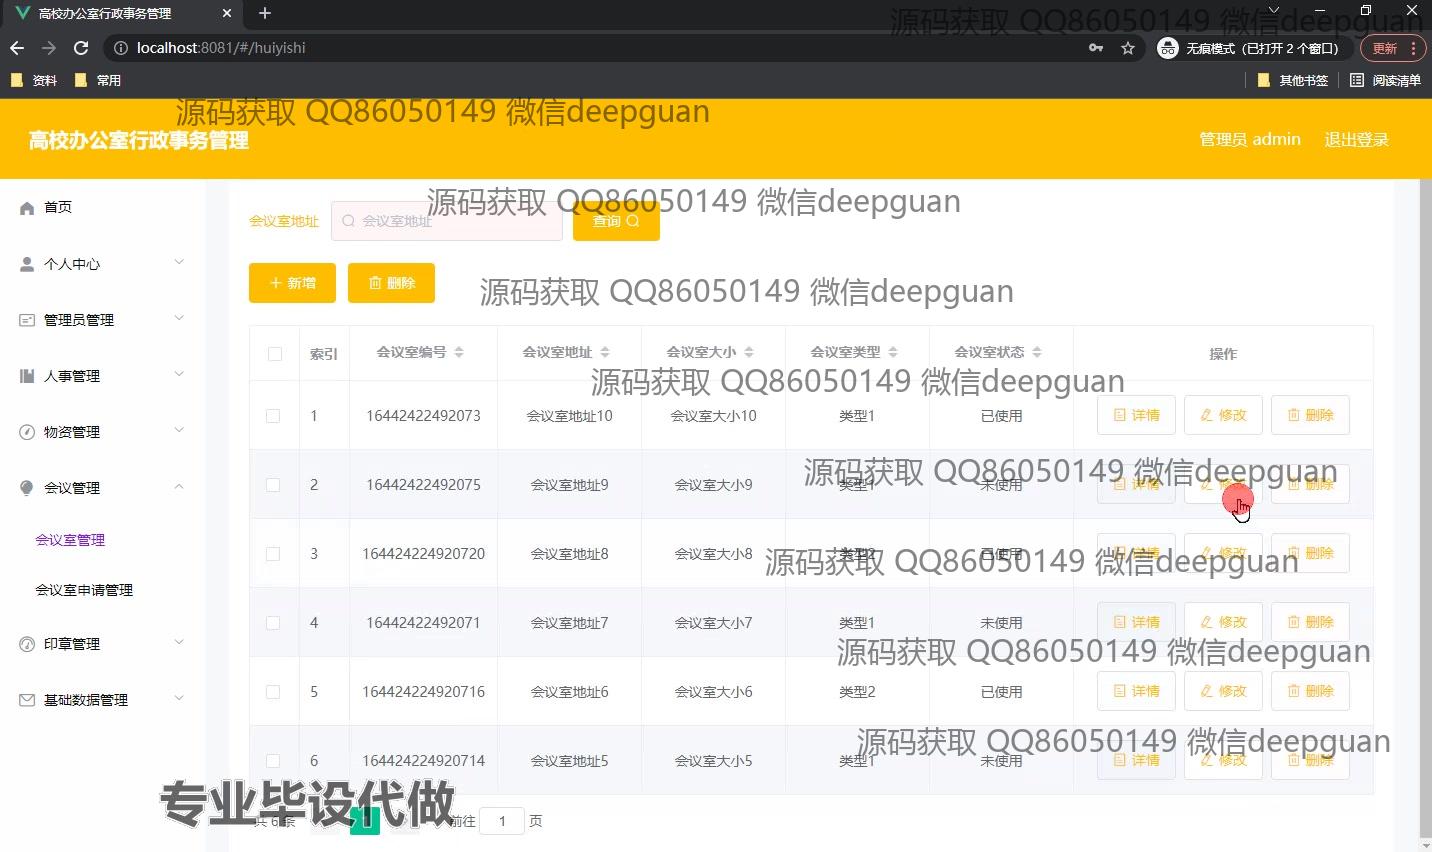 高校办公室行政事务管理
源码获取 QQ86050149 微信deepguan
localhost:8081/#/huiyishi
无痕模式（已打开 2 个窗口）
更新
资料
常用
其他书签
阅读清单
源码获取 QQ86050149 微信deepguan
高校办公室行政事务管理
管理员 admin
退出登录
首页
个人中心
管理员管理
人事管理
物资管理
会议管理
会议室管理
会议室申请管理
印章管理
基础数据管理
源码获取 QQ86050149 微信deepguan
会议室地址 会议室地址 查询
新增 删除
源码获取 QQ86050149 微信deepguan
索引 会议室编号 会议室地址 会议室大小 会议室类型 会议室状态 操作
源码获取 QQ86050149 微信deepguan
1 16442422492073 会议室地址10 会议室大小10 类型1 已使用 详情 修改 删除
源码获取 QQ86050149 微信deepguan
2 16442422492075 会议室地址9 会议室大小9 类型1 未使用 详情 修改 删除
3 164424224920720 会议室地址8 会议室大小8 类型2 已使用 详情 修改 删除
源码获取 QQ86050149 微信deepguan
4 16442422492071 会议室地址7 会议室大小7 类型1 未使用 详情 修改 删除
源码获取 QQ86050149 微信deepguan
5 164424224920716 会议室地址6 会议室大小6 类型2 已使用 详情 修改 删除
源码获取 QQ86050149 微信deepguan
6 164424224920714 会议室地址5 会议室大小5 类型1 未使用 详情 修改 删除
专业毕设代做
共 6 条 1 前往 1 页